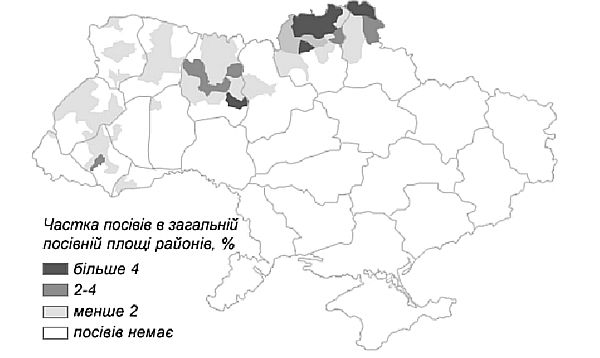 Частка посівів в загальній
посівній площі районів, %
більше 4
2-4
менше 2
посівів немає